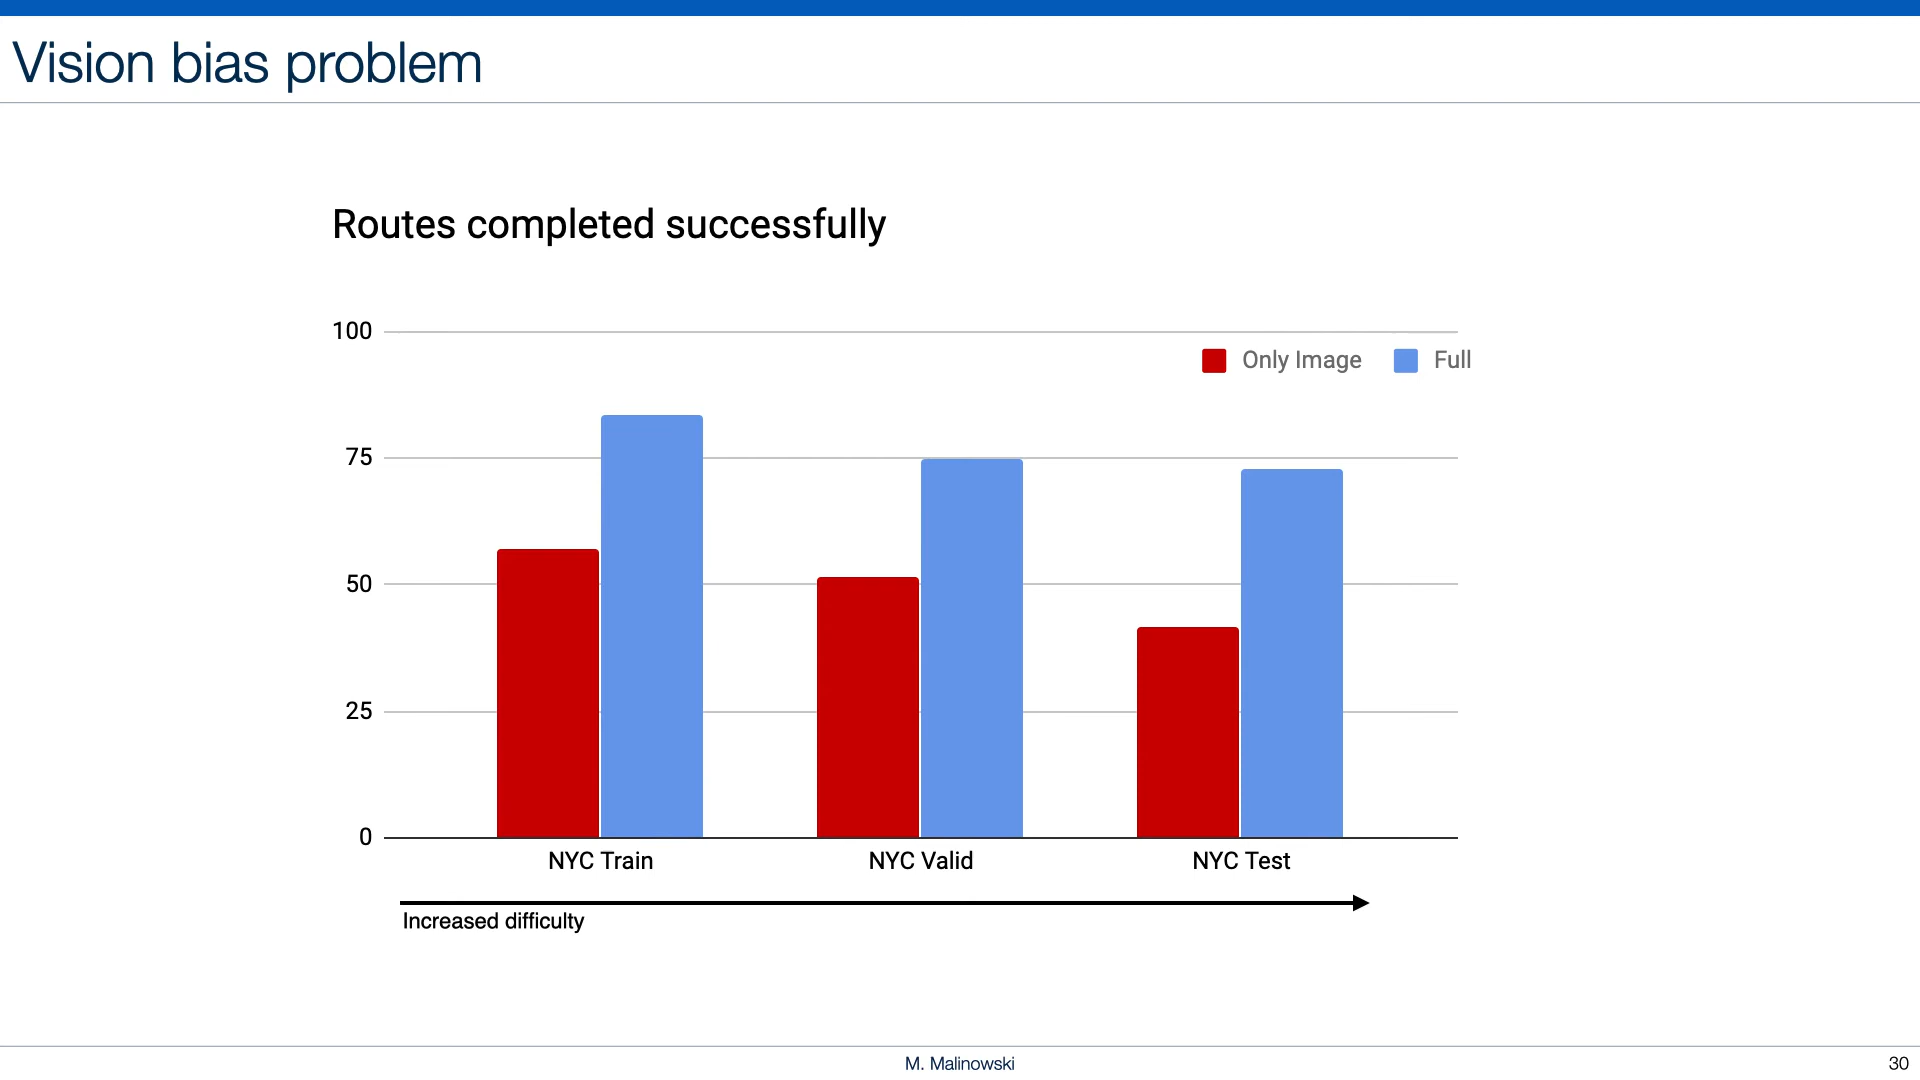 Vision bias problem
Routes completed successfully
100
Only Image Full
75
50
25
0
NYC Train NYC Valid NYC Test
Increased difficulty
M. Malinowski
30